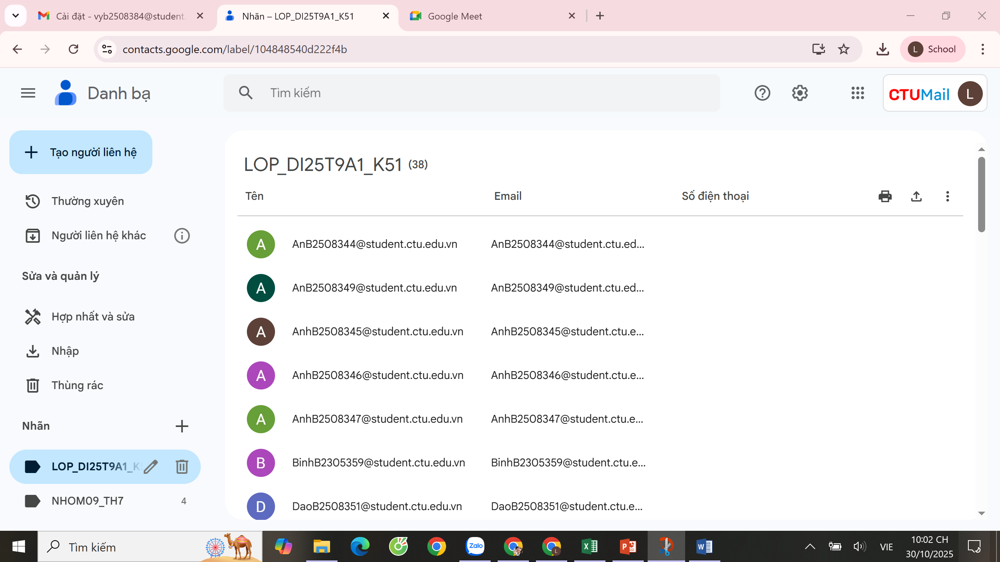 Cài đặt - vyb2508384@student.
Nhãn – LOP_DI25T9A1_K51
Google Meet
contacts.google.com/label/104848540d222f4b
L School
Danh bạ
Tìm kiếm
CTUMail L
Tạo người liên hệ
Thường xuyên
Người liên hệ khác
Sửa và quản lý
Hợp nhất và sửa
Nhập
Thùng rác
Nhãn
LOP_DI25T9A1_K5
NHOM09_TH7 4
LOP_DI25T9A1_K51 (38)
Tên Email Số điện thoại
A AnB2508344@student.ctu.edu.vn AnB2508344@student.ctu.ed...
A AnB2508349@student.ctu.edu.vn AnB2508349@student.ctu.ed...
A AnhB2508345@student.ctu.edu.vn AnhB2508345@student.ctu.e...
A AnhB2508346@student.ctu.edu.vn AnhB2508346@student.ctu.e...
A AnhB2508347@student.ctu.edu.vn AnhB2508347@student.ctu.e...
B BinhB2305359@student.ctu.edu.vn BinhB2305359@student.ctu.e...
D DaoB2508351@student.ctu.edu.vn DaoB2508351@student.ctu.e...
Tìm kiếm
Zalo
L
VIE
10:02 CH
30/10/2025